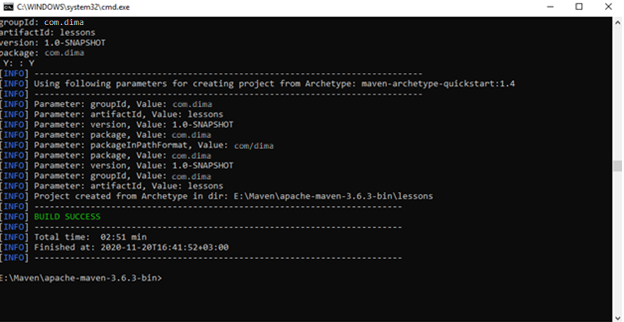 C:\WINDOWS\system32\cmd.exe
groupId: com.dima
artifactId: lessons
version: 1.0-SNAPSHOT
package: com.dima
Y: : Y
[INFO] ----------------------------------------------------------------------------
[INFO] Using following parameters for creating project from Archetype: maven-archetype-quickstart:1.4
[INFO] ----------------------------------------------------------------------------
[INFO] Parameter: groupId, Value: com.dima
[INFO] Parameter: artifactId, Value: lessons
[INFO] Parameter: version, Value: 1.0-SNAPSHOT
[INFO] Parameter: package, Value: com.dima
[INFO] Parameter: packageInPathFormat, Value: com/dima
[INFO] Parameter: package, Value: com.dima
[INFO] Parameter: version, Value: 1.0-SNAPSHOT
[INFO] Parameter: groupId, Value: com.dima
[INFO] Parameter: artifactId, Value: lessons
[INFO] Project created from Archetype in dir: E:\Maven\apache-maven-3.6.3-bin\lessons
[INFO] ------------------------------------------------------------------------
[INFO] BUILD SUCCESS
[INFO] ------------------------------------------------------------------------
[INFO] Total time:  02:51 min
[INFO] Finished at: 2020-11-20T16:41:52+03:00
[INFO] ------------------------------------------------------------------------
E:\Maven\apache-maven-3.6.3-bin>